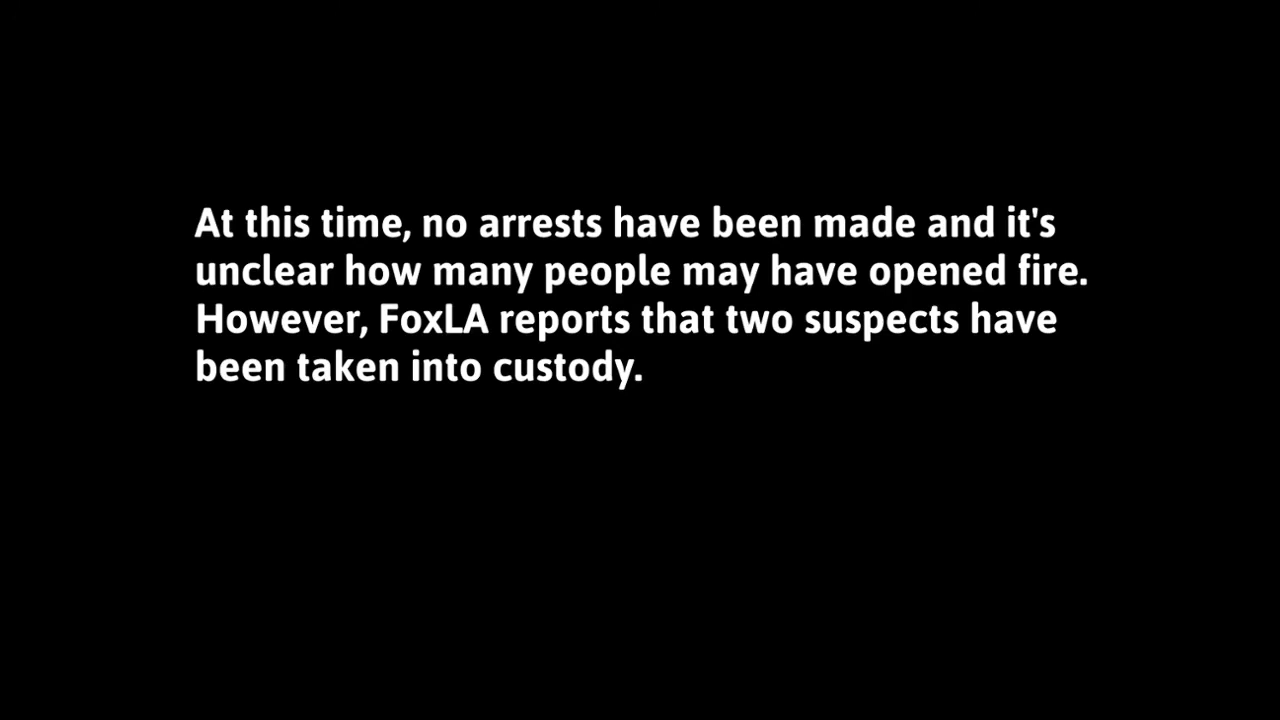 At this time, no arrests have been made and it's
unclear how many people may have opened fire.
However, FoxLA reports that two suspects have
been taken into custody.